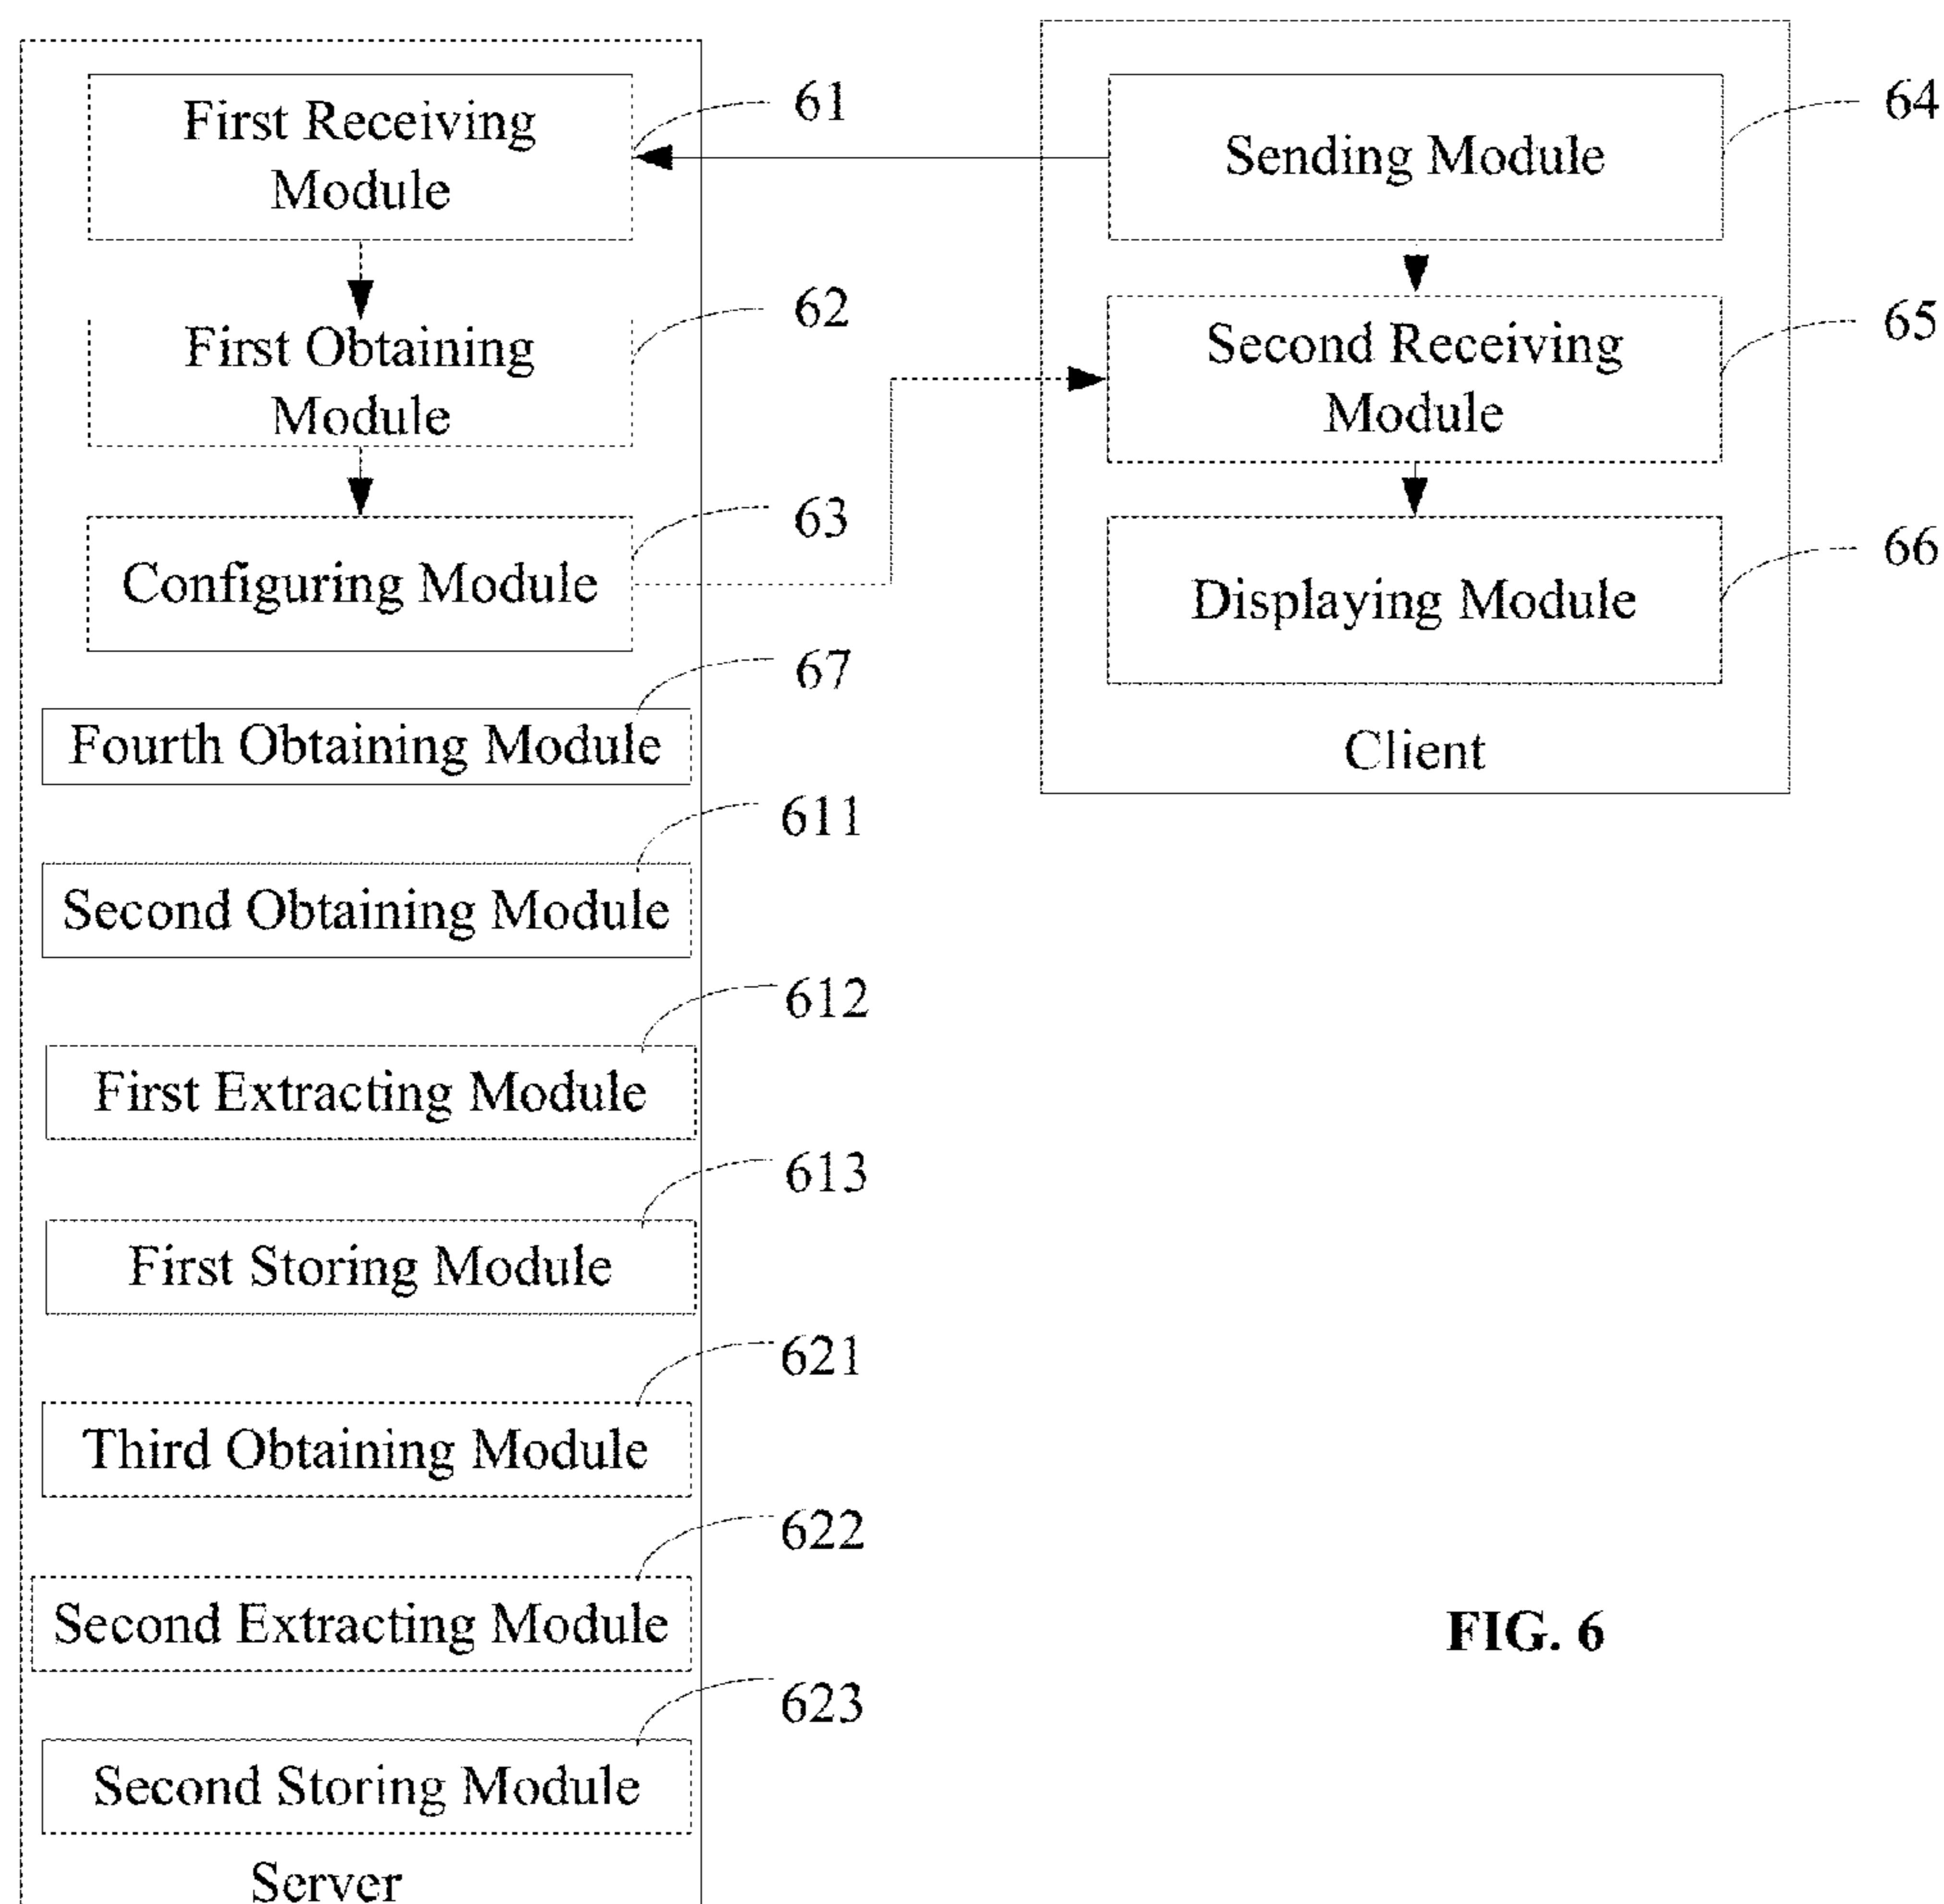 First Receiving
Module
61
First Obtaining
Module
62
Configuring Module
63
Fourth Obtaining Module
67
Second Obtaining Module
611
First Extracting Module
612
First Storing Module
613
Third Obtaining Module
621
Second Extracting Module
622
Second Storing Module
623
Server
Sending Module
64
Second Receiving
Module
65
Displaying Module
66
Client
FIG. 6